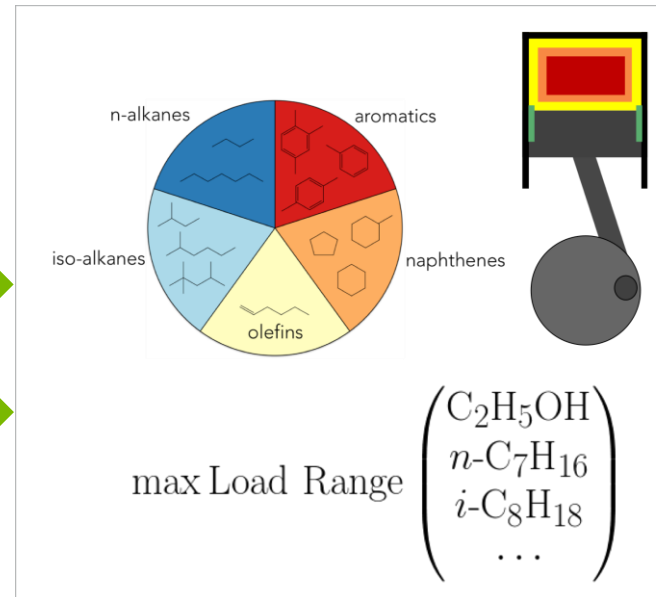 n-alkanes
aromatics
iso-alkanes
naphthenes
olefins
max Load Range
C₂H₅OH
n-C₇H₁₆
i-C₈H₁₈
...